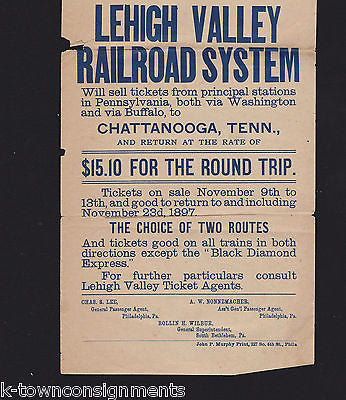 LEHIGH VALLEY
RAILROAD SYSTEM
Will sell tickets from principal stations
in Pennsylvania, both via Washington
and via Buffalo, to
CHATTANOOGA, TENN.,
AND RETURN AT THE RATE OF
$15.10 FOR THE ROUND TRIP.
Tickets on sale November 9th to
13th, and good to return to and including
November 23d, 1897.
THE CHOICE OF TWO ROUTES
And tickets good on all trains in both
directions except the "Black Diamond
Express."
For further particulars consult
Lehigh Valley Ticket Agents.
CHAS. S. LEE,
General Passenger Agent,
Philadelphia, Pa.
A. W. NONNEMACHER,
Ass't Gen'l Passenger Agent,
Philadelphia, Pa.
ROLLIN H. WILBUR,
General Superintendent,
South Bethlehem, Pa.
John P. Murphy Print, 227 So. 6th St., Phila
k-townconsignments